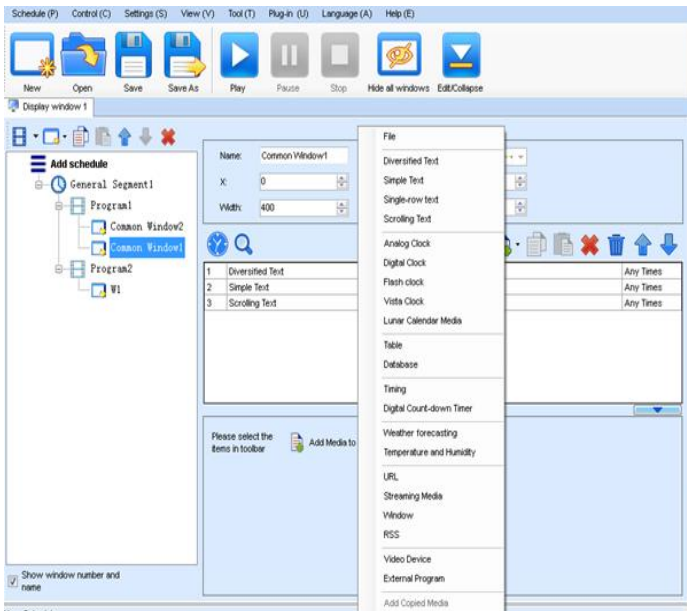 Schedule (P) Control (C) Settings (S) View (V) Tool (T) Plug-in (U) Language (A) Help (E)
New Open Save Save As Play Pause Stop Hide all windows Edit/Collapse
Display window 1
Add schedule
General Segment1
Program1
Common Window2
Common Window1
Program2
W1
Show window number and
name
Name: Common Window1
X: 0
Width: 400
1 Diversified Text Any Times
2 Simple Text Any Times
3 Scrolling Text Any Times
Please select the
items in toolbar
Add Media to
File
Diversified Text
Simple Text
Single-row text
Scrolling Text
Analog Clock
Digital Clock
Flash clock
Vista Clock
Lunar Calendar Media
Table
Database
Timing
Digital Count-down Timer
Weather forecasting
Temperature and Humidity
URL
Streaming Media
Window
RSS
Video Device
External Program
Add Copied Media